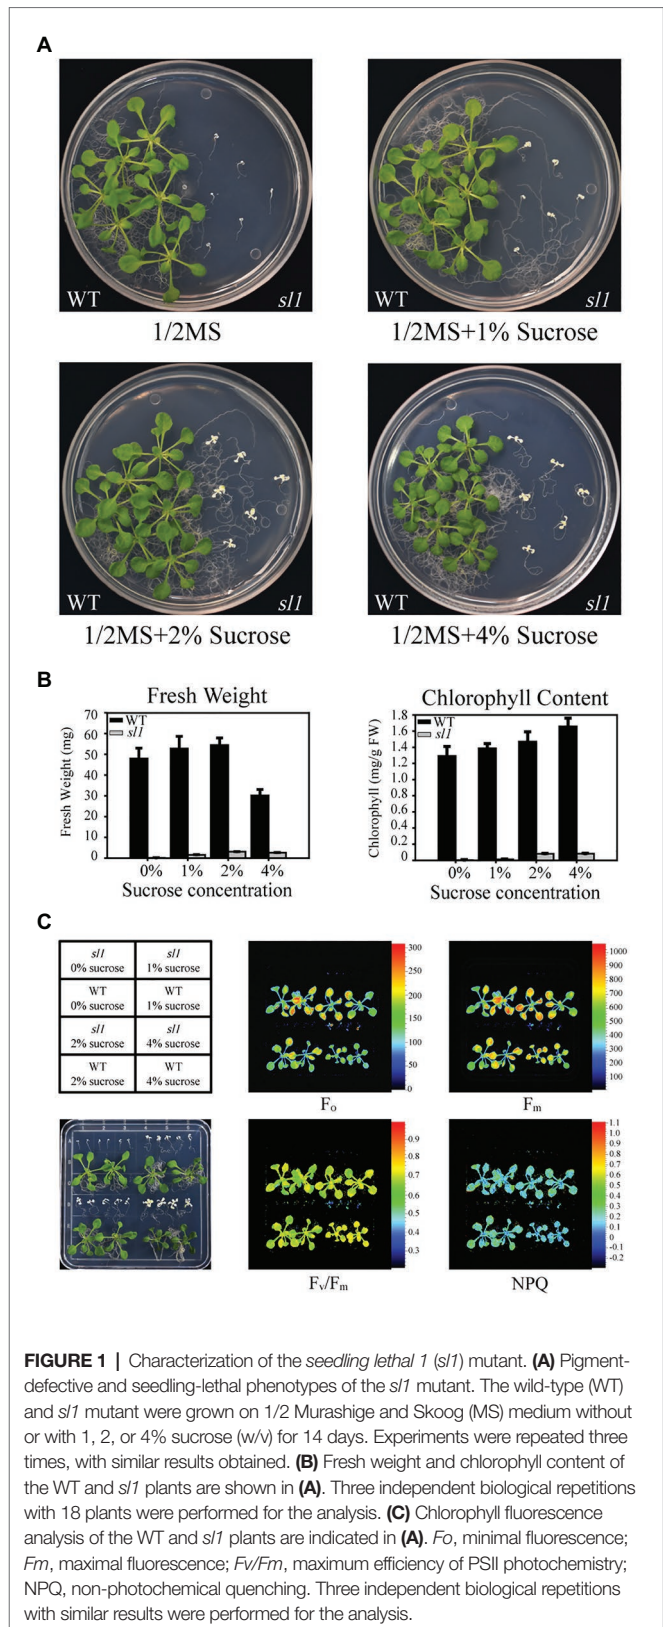 A
WT
sl1
1/2MS
WT
sl1
1/2MS+1% Sucrose
WT
sl1
1/2MS+2% Sucrose
WT
sl1
1/2MS+4% Sucrose
B
Fresh Weight
WT
sl1
70
60
50
40
30
20
10
0
Fresh Weight (mg)
0% 1% 2% 4%
Sucrose concentration
Chlorophyll Content
WT
sl1
1.8
1.6
1.4
1.2
1.0
0.8
0.6
0.4
0.2
0
Chlorophyll (mg/g FW)
0% 1% 2% 4%
Sucrose concentration
C
sl1
0% sucrose
sl1
1% sucrose
WT
0% sucrose
WT
1% sucrose
sl1
2% sucrose
sl1
4% sucrose
WT
2% sucrose
WT
4% sucrose
300
250
200
150
100
50
0
Fo
1000
900
800
700
600
500
400
300
200
100
Fm
0.9
0.8
0.7
0.6
0.5
0.4
0.3
Fv/Fm
1.1
1.0
0.9
0.8
0.7
0.6
0.5
0.4
0.3
0.2
0.1
0
-0.1
-0.2
NPQ
FIGURE 1 | Characterization of the seedling lethal 1 (sl1) mutant. (A) Pigment-
defective and seedling-lethal phenotypes of the sl1 mutant. The wild-type (WT)
and sl1 mutant were grown on 1/2 Murashige and Skoog (MS) medium without
or with 1, 2, or 4% sucrose (w/v) for 14 days. Experiments were repeated three
times, with similar results obtained. (B) Fresh weight and chlorophyll content of
the WT and sl1 plants are shown in (A). Three independent biological repetitions
with 18 plants were performed for the analysis. (C) Chlorophyll fluorescence
analysis of the WT and sl1 plants are indicated in (A). Fo, minimal fluorescence;
Fm, maximal fluorescence; Fv/Fm, maximum efficiency of PSII photochemistry;
NPQ, non-photochemical quenching. Three independent biological repetitions
with similar results were performed for the analysis.